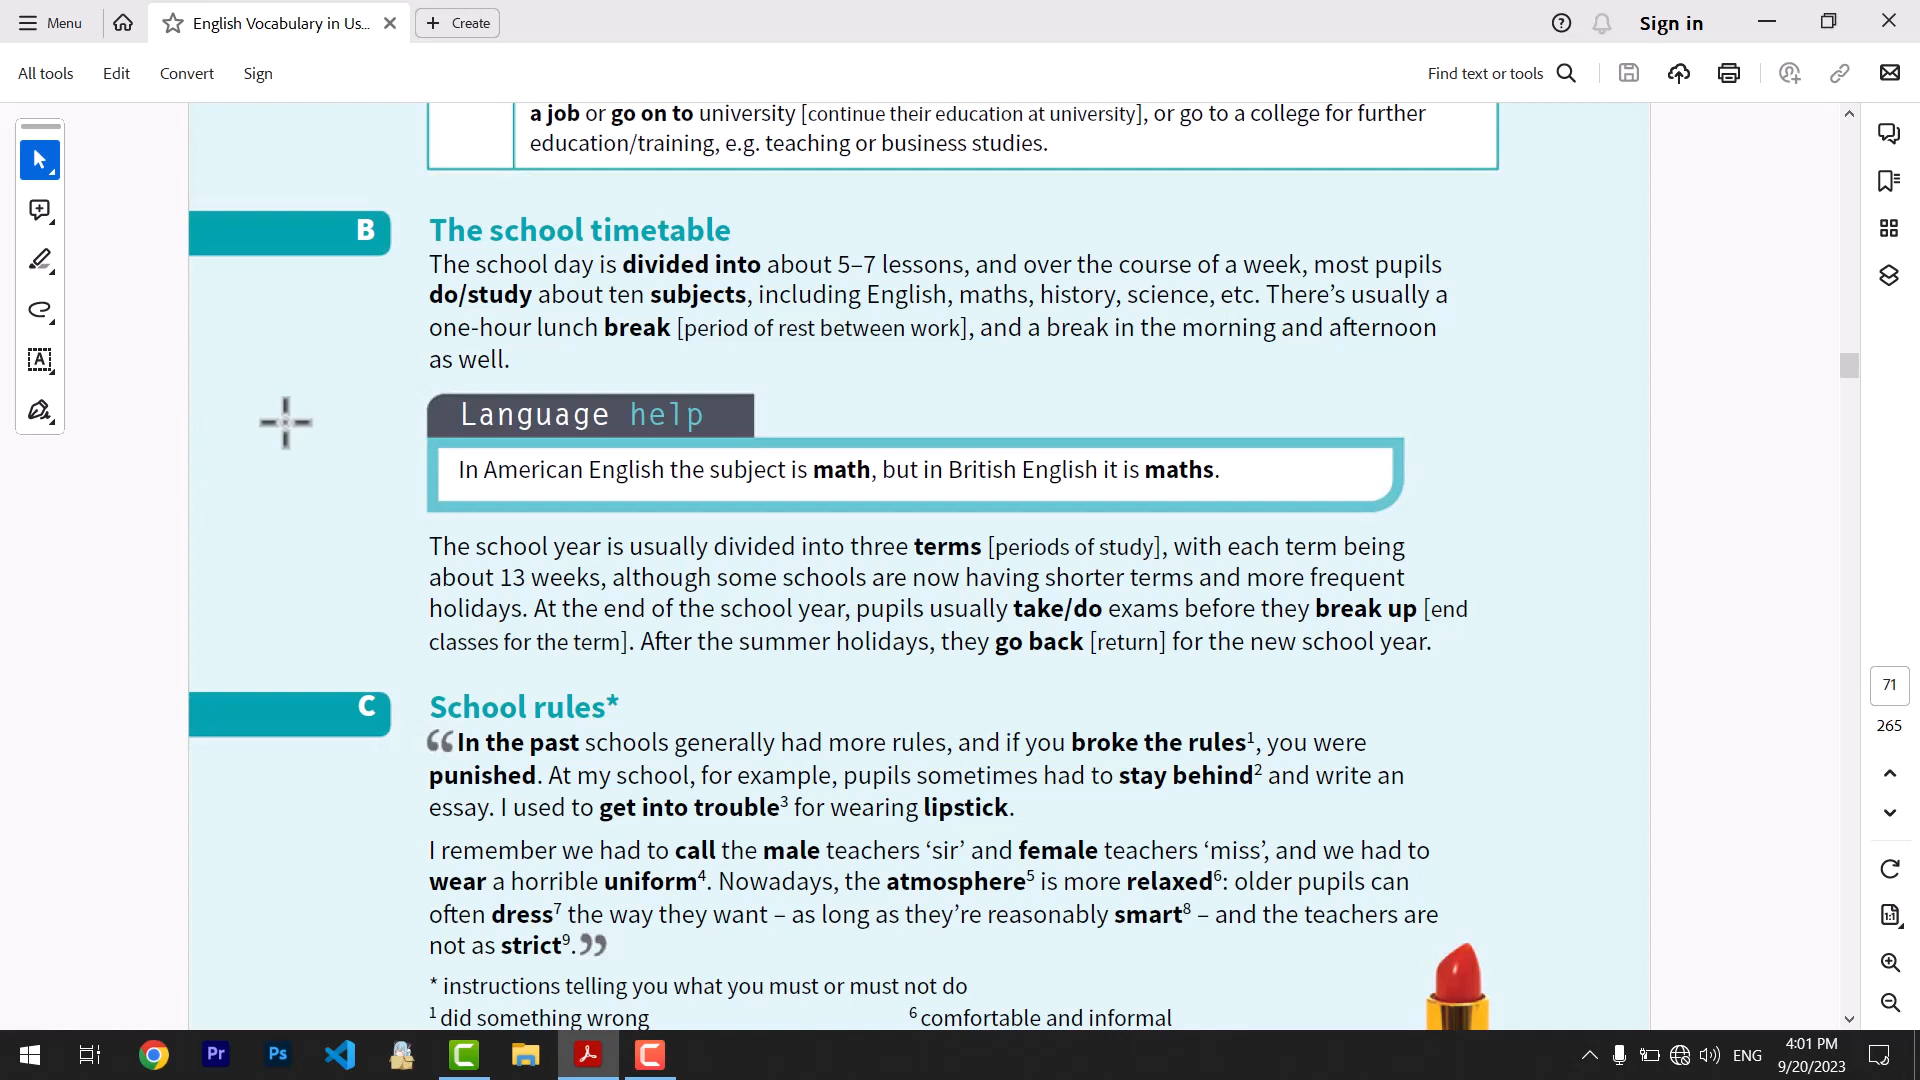 Menu
English Vocabulary in Us...
Create
Sign in
All tools
Edit
Convert
Sign
Find text or tools
a job or go on to university [continue their education at university], or go to a college for further
education/training, e.g. teaching or business studies.
B
The school timetable
The school day is divided into about 5–7 lessons, and over the course of a week, most pupils
do/study about ten subjects, including English, maths, history, science, etc. There's usually a
one-hour lunch break [period of rest between work], and a break in the morning and afternoon
as well.
Language help
In American English the subject is math, but in British English it is maths.
The school year is usually divided into three terms [periods of study], with each term being
about 13 weeks, although some schools are now having shorter terms and more frequent
holidays. At the end of the school year, pupils usually take/do exams before they break up [end
classes for the term]. After the summer holidays, they go back [return] for the new school year.
C
School rules*
“In the past schools generally had more rules, and if you broke the rules¹, you were
punished. At my school, for example, pupils sometimes had to stay behind² and write an
essay. I used to get into trouble³ for wearing lipstick.
I remember we had to call the male teachers ‘sir’ and female teachers ‘miss’, and we had to
wear a horrible uniform⁴. Nowadays, the atmosphere⁵ is more relaxed⁶: older pupils can
often dress⁷ the way they want – as long as they're reasonably smart⁸ – and the teachers are
not as strict⁹.”
* instructions telling you what you must or must not do
¹ did something wrong
⁶ comfortable and informal
71
265
1:1
Pr
Ps
ENG
4:01 PM
9/20/2023